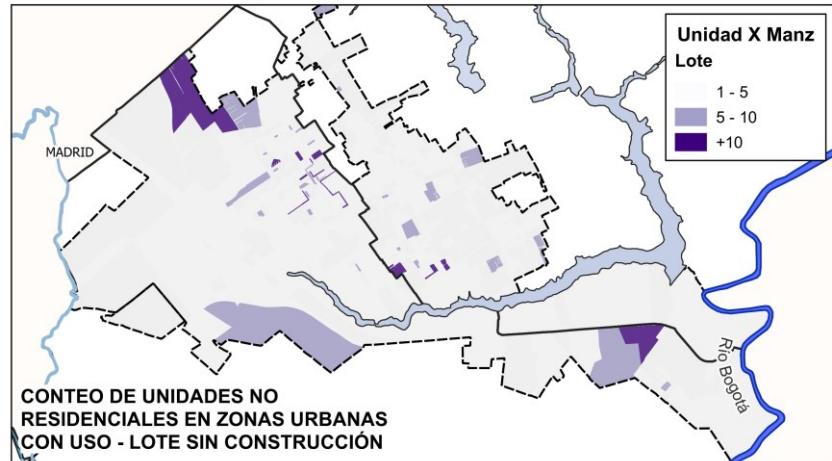 Unidad X Manz
Lote
1 - 5
5 - 10
+10
MADRID
Río Bogotá
CONTEO DE UNIDADES NO
RESIDENCIALES EN ZONAS URBANAS
CON USO - LOTE SIN CONSTRUCCIÓN